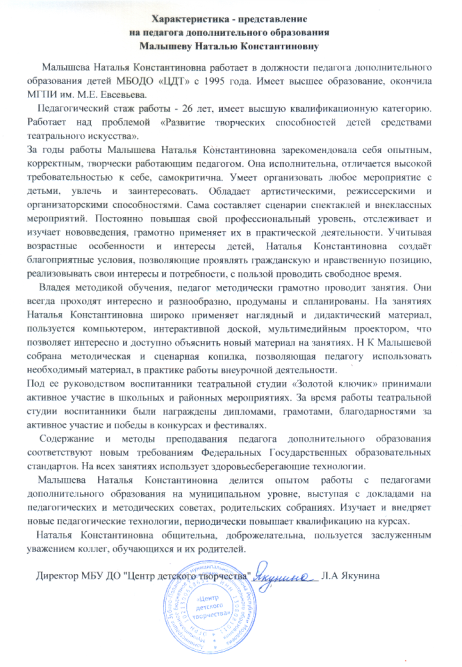 Характеристика - представление
на педагога дополнительного образования
Малышеву Наталью Константиновну
Малышева Наталья Константиновна работает в должности педагога дополнительного
образования детей МБОДО «ЦДТ» с 1995 года. Имеет высшее образование, окончила
МГПИ им. М.Е. Евсевьева.
Педагогический стаж работы - 26 лет, имеет высшую квалификационную категорию.
Работает над проблемой «Развитие творческих способностей детей средствами
театрального искусства».
За годы работы Малышева Наталья Константиновна зарекомендовала себя опытным,
корректным, творчески работающим педагогом. Она исполнительна, отличается высокой
требовательностью к себе, самокритична. Умеет организовать любое мероприятие с
детьми, увлечь и заинтересовать. Обладает артистическими, режиссерскими и
организаторскими способностями. Сама составляет сценарии спектаклей и внеклассных
мероприятий. Постоянно повышая свой профессиональный уровень, отслеживает и
изучает нововведения, грамотно применяет их в практической деятельности. Учитывая
возрастные особенности и интересы детей, Наталья Константиновна создаёт
благоприятные условия, позволяющие проявлять гражданскую и нравственную позицию,
реализовывать свои интересы и потребности, с пользой проводить свободное время.
Владея методикой обучения, педагог методически грамотно проводит занятия. Они
всегда проходят интересно и разнообразно, продуманы и спланированы. На занятиях
Наталья Константиновна широко применяет наглядный и дидактический материал,
пользуется компьютером, интерактивной доской, мультимедийным проектором, что
позволяет интересно и доступно объяснить новый материал на занятиях. Н К Малышевой
собрана методическая и сценарная копилка, позволяющая педагогу использовать
необходимый материал, в практике работы внеурочной деятельности.
Под ее руководством воспитанники театральной студии «Золотой ключик» принимали
активное участие в школьных и районных мероприятиях. За время работы театральной
студии воспитанники были награждены дипломами, грамотами, благодарностями за
активное участие и победы в конкурсах и фестивалях.
Содержание и методы преподавания педагога дополнительного образования
соответствуют новым требованиям Федеральных Государственных образовательных
стандартов. На всех занятиях использует здоровьесберегающие технологии.
Малышева Наталья Константиновна делится опытом работы с педагогами
дополнительного образования на муниципальном уровне, выступая с докладами на
педагогических и методических советах, родительских собраниях. Изучает и внедряет
новые педагогические технологии, периодически повышает квалификацию на курсах.
Наталья Константиновна общительна, доброжелательна, пользуется заслуженным
уважением коллег, обучающихся и их родителей.
Директор МБУ ДО "Центр детского творчества" Якунина Л.А Якунина
«Центр
детского
творчества»